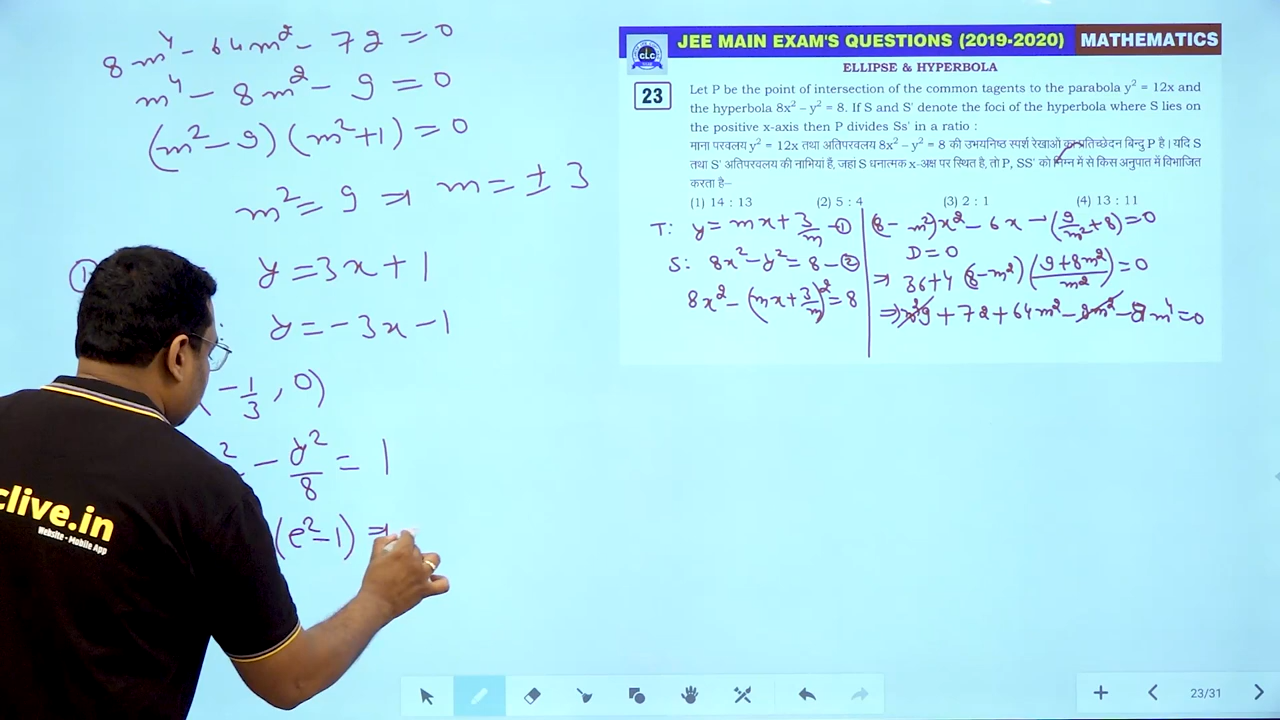 8m⁴ - 64m² - 72 = 0
m⁴ - 8m² - 9 = 0
(m² - 9) (m² + 1) = 0
m² = 9 ⇒ m = ± 3
①
y = 3x + 1
y = -3x - 1
(-1/3, 0)
² - y²/8 = 1
(e² - 1) ⇒
clive.in
Website - Mobile App
CLC
JEE MAIN EXAM'S QUESTIONS (2019-2020) MATHEMATICS
ELLIPSE & HYPERBOLA
23
Let P be the point of intersection of the common tagents to the parabola y² = 12x and
the hyperbola 8x² – y² = 8. If S and S' denote the foci of the hyperbola where S lies on
the positive x-axis then P divides Ss' in a ratio :
माना परवलय y² = 12x तथा अतिपरवलय 8x² – y² = 8 की उभयनिष्ठ स्पर्श रेखाओं का प्रतिच्छेदन बिन्दु P है। यदि S
तथा S' अतिपरवलय की नाभियां हैं, जहा S धनात्मक x-अक्ष पर स्थित है, तो P, SS' को निम्न में से किस अनुपात में विभाजित
करता है–
(1) 14 : 13 (2) 5 : 4 (3) 2 : 1 (4) 13 : 11
T: y = mx + 3/m - ①
S: 8x² - y² = 8 - ②
8x² - (mx + 3/m)² = 8
(8 - m²)x² - 6x - (9/m² + 8) = 0
D = 0
⇒ 36 + 4 (8 - m²) (9 + 8m²/m²) = 0
+ 72 + 64m² - 9m² - 8m⁴ = 0
23/31